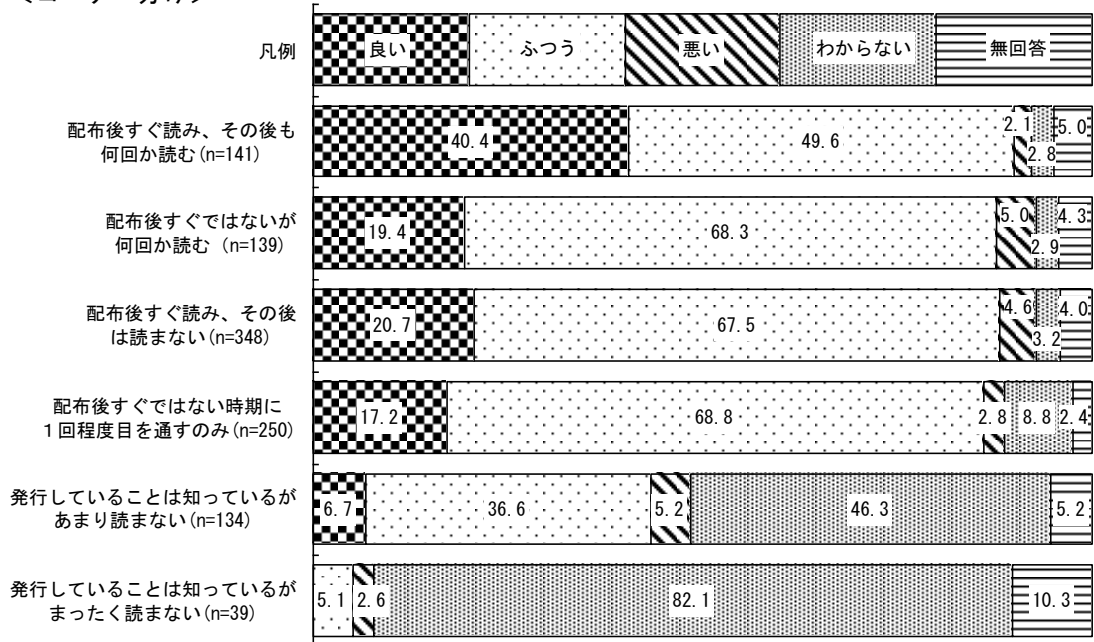 凡例
良い ふつう 悪い わからない 無回答
配布後すぐ読み、その後も
何回か読む(n=141)
40.4 49.6 2.1 2.8 5.0
配布後すぐではないが
何回か読む (n=139)
19.4 68.3 5.0 2.9 4.3
配布後すぐ読み、その後
は読まない(n=348)
20.7 67.5 4.6 3.2 4.0
配布後すぐではない時期に
１回程度目を通すのみ(n=250)
17.2 68.8 2.8 8.8 2.4
発行していることは知っているが
あまり読まない(n=134)
6.7 36.6 5.2 46.3 5.2
発行していることは知っているが
まったく読まない(n=39)
5.1 2.6 82.1 10.3